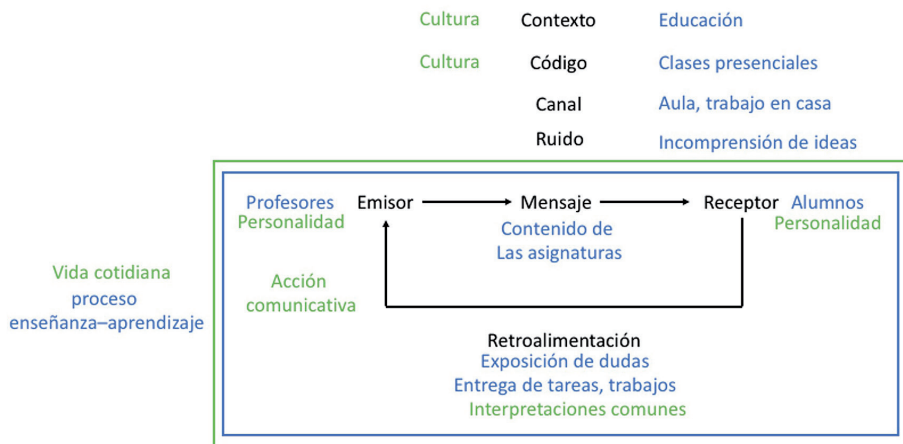 Cultura Contexto Educación
Cultura Código Clases presenciales
Canal Aula, trabajo en casa
Ruido Incomprensión de ideas
Profesores Emisor Mensaje Receptor Alumnos
Personalidad Contenido de Personalidad
Las asignaturas
Vida cotidiana Acción
proceso comunicativa
enseñanza–aprendizaje
Retroalimentación
Exposición de dudas
Entrega de tareas, trabajos
Interpretaciones comunes